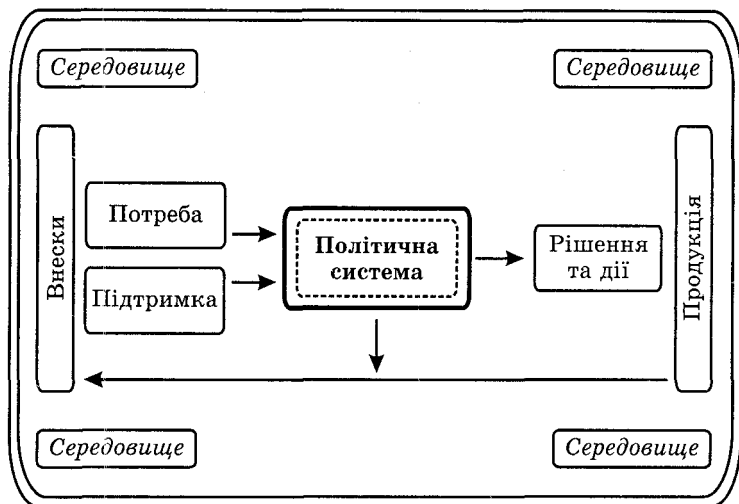 Середовище
Середовище
Внески
Потреба
Підтримка
Політична
система
Рішення
та дії
Продукція
Середовище
Середовище